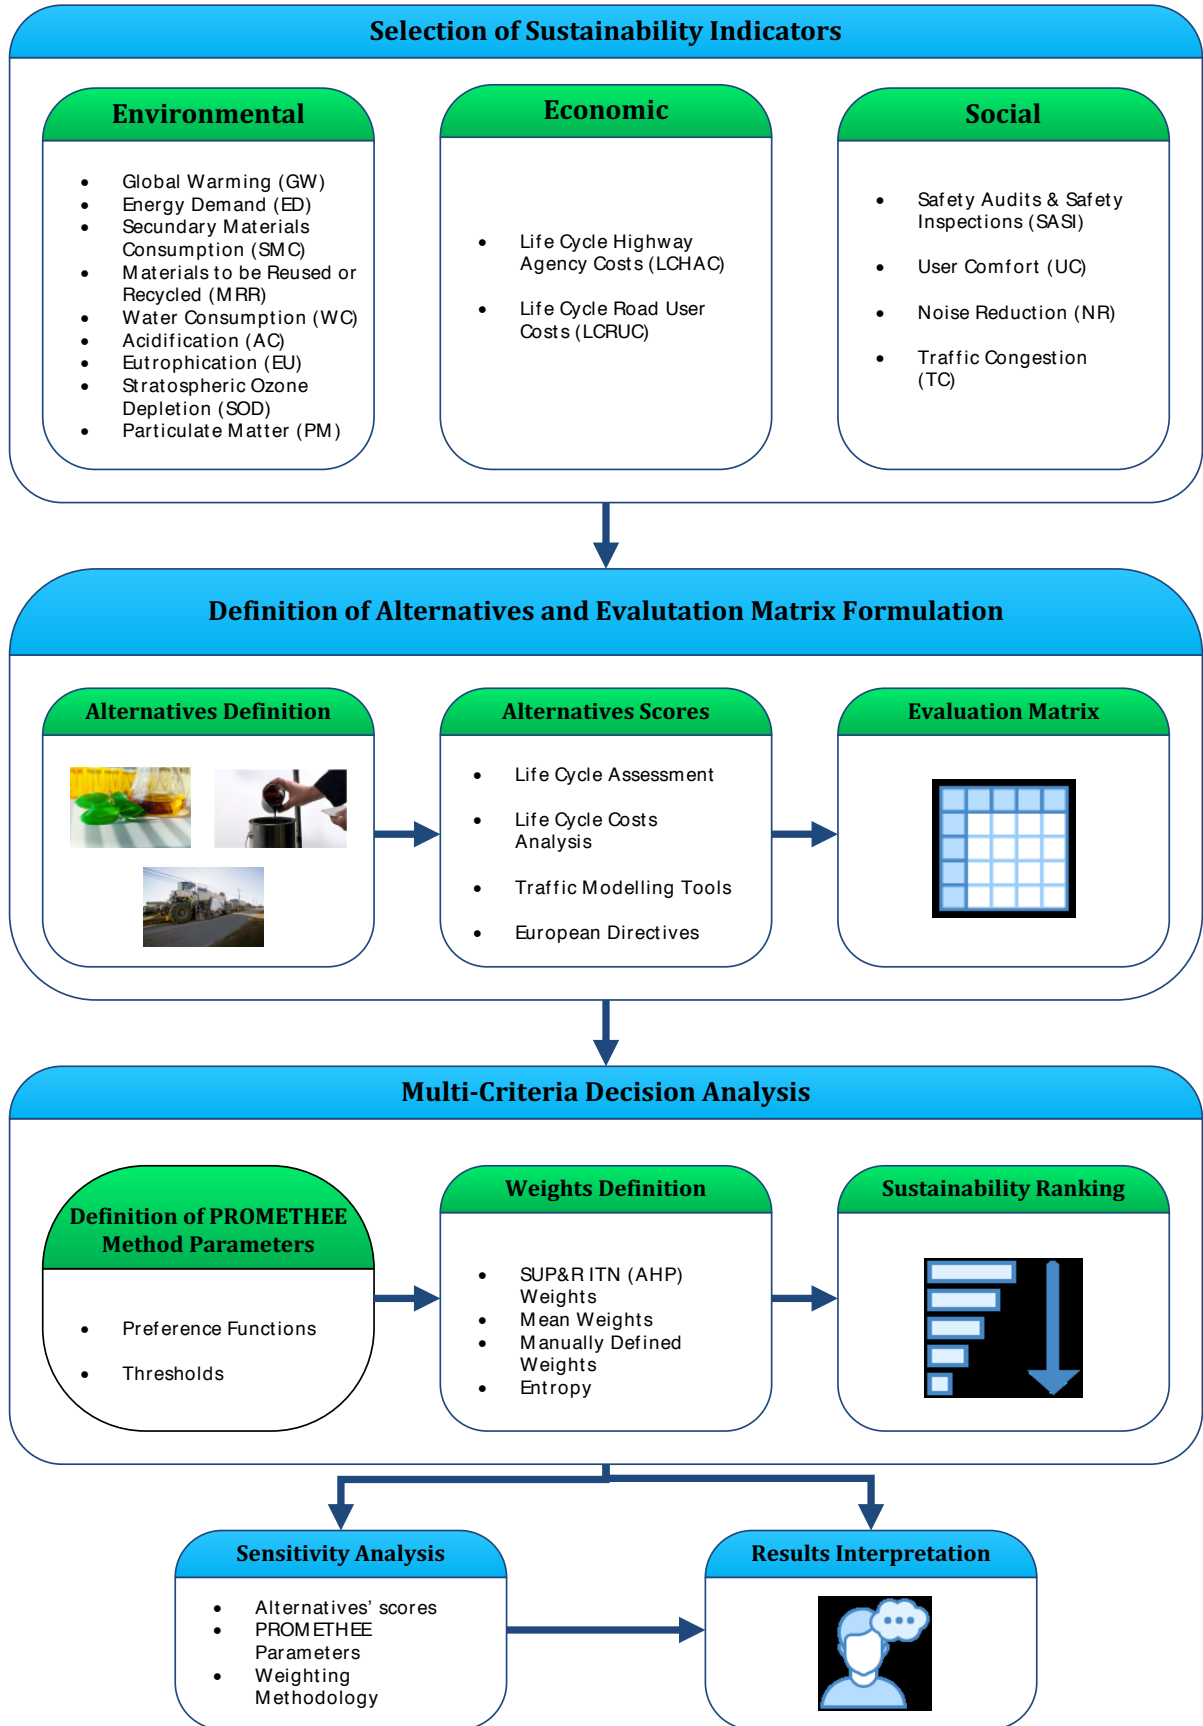 Selection of Sustainability Indicators
Environmental
• Global Warming (GW)
• Energy Demand (ED)
• Secundary Materials
Consumption (SMC)
• Materials to be Reused or
Recycled (MRR)
• Water Consumption (WC)
• Acidification (AC)
• Eutrophication (EU)
• Stratospheric Ozone
Depletion (SOD)
• Particulate Matter (PM)
Economic
• Life Cycle Highway
Agency Costs (LCHAC)
• Life Cycle Road User
Costs (LCRUC)
Social
• Safety Audits & Safety
Inspections (SASI)
• User Comfort (UC)
• Noise Reduction (NR)
• Traffic Congestion
(TC)
Definition of Alternatives and Evalutation Matrix Formulation
Alternatives Definition
Alternatives Scores
• Life Cycle Assessment
• Life Cycle Costs
Analysis
• Traffic Modelling Tools
• European Directives
Evaluation Matrix
Multi-Criteria Decision Analysis
Definition of PROMETHEE
Method Parameters
• Preference Functions
• Thresholds
Weights Definition
• SUP&R ITN (AHP)
Weights
• Mean Weights
• Manually Defined
Weights
• Entropy
Sustainability Ranking
Sensitivity Analysis
• Alternatives’ scores
• PROMETHEE
Parameters
• Weighting
Methodology
Results Interpretation